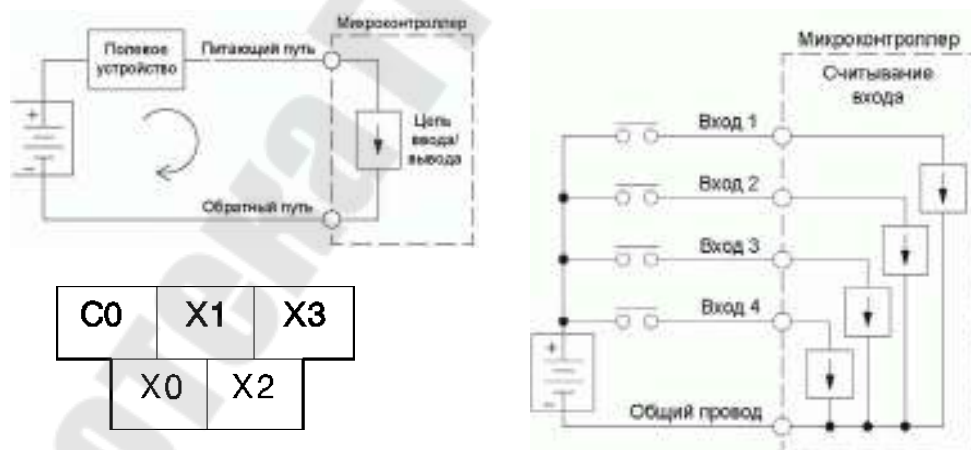 Микроконтроллер
Полевое
устройство
Питающий путь
+
Цепь
ввода/
вывода
-
Обратный путь
C0 X1 X3
X0 X2
Микроконтроллер
Считывание
входа
Вход 1
Вход 2
Вход 3
Вход 4
+
-
Общий провод